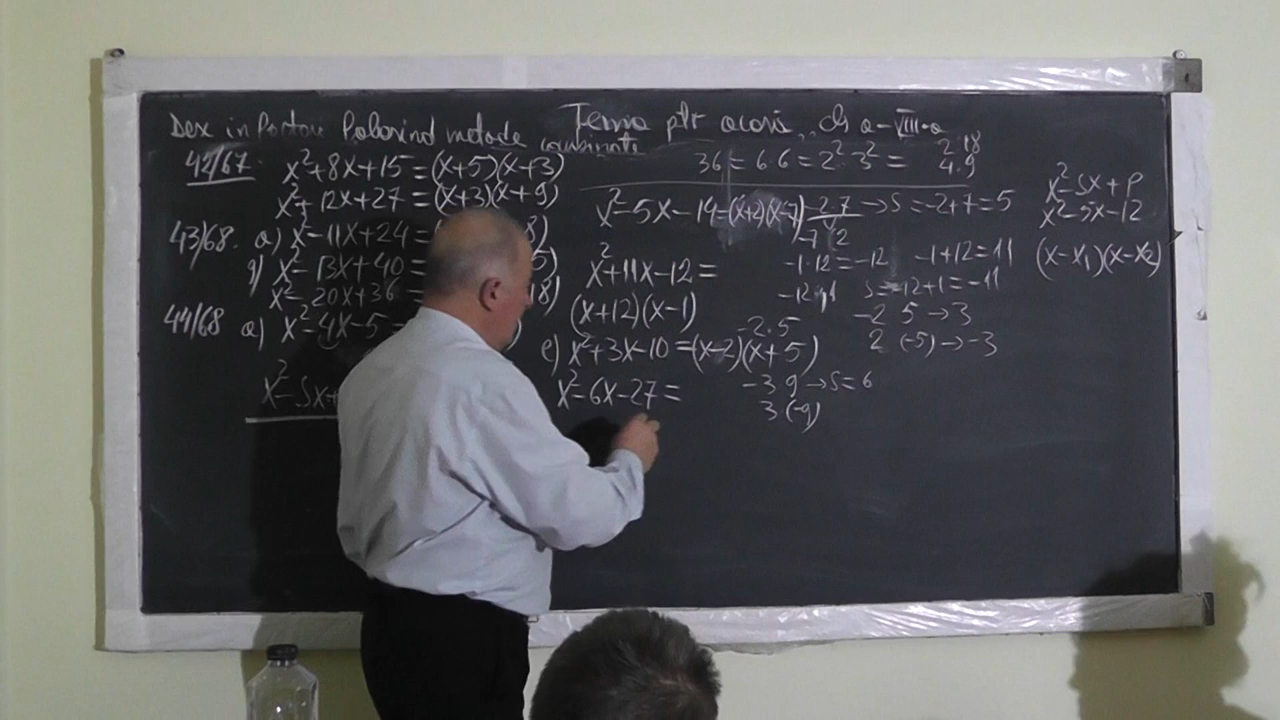 Dex in Factori folosind metode combinate
42/67. x²+8x+15=(x+5)(x+3)
x²+12x+27=(x+3)(x+9)
43/68. a) x²-11x+24=( 8)
g) x²-13x+40= 5)
x²-20x+36= 18)
44/68 a) x²-4x-5= )
x²-Sx+
Tema ptr acasă, cls a-VIII-a
36=6·6=2²·3²= 2·18
4·9
x²-5x-14=(x+2)(x-7) -2·7→S=-2+7=5
-7·2
x²+11x-12= -1·12=-12 -1+12=11
-12·1 S=-12+1=-11
(x+12)(x-1)
-2·5 -2 5→3
e) x²+3x-10=(x-2)(x+5) 2 (-5)→-3
x²-6x-27= -3 9→S=6
3(-9)
x²-Sx+P
x²-5x-12
(x-x₁)(x-x₂)